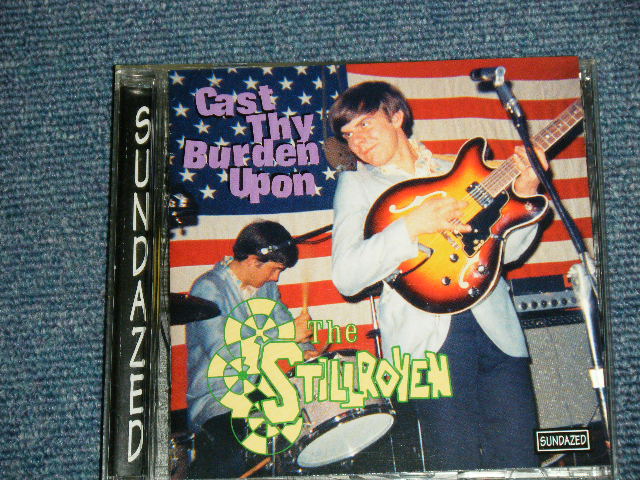 SUNDAZED
Cast
Thy
Burden
Upon
The
STILLROVEN
SUNDAZED